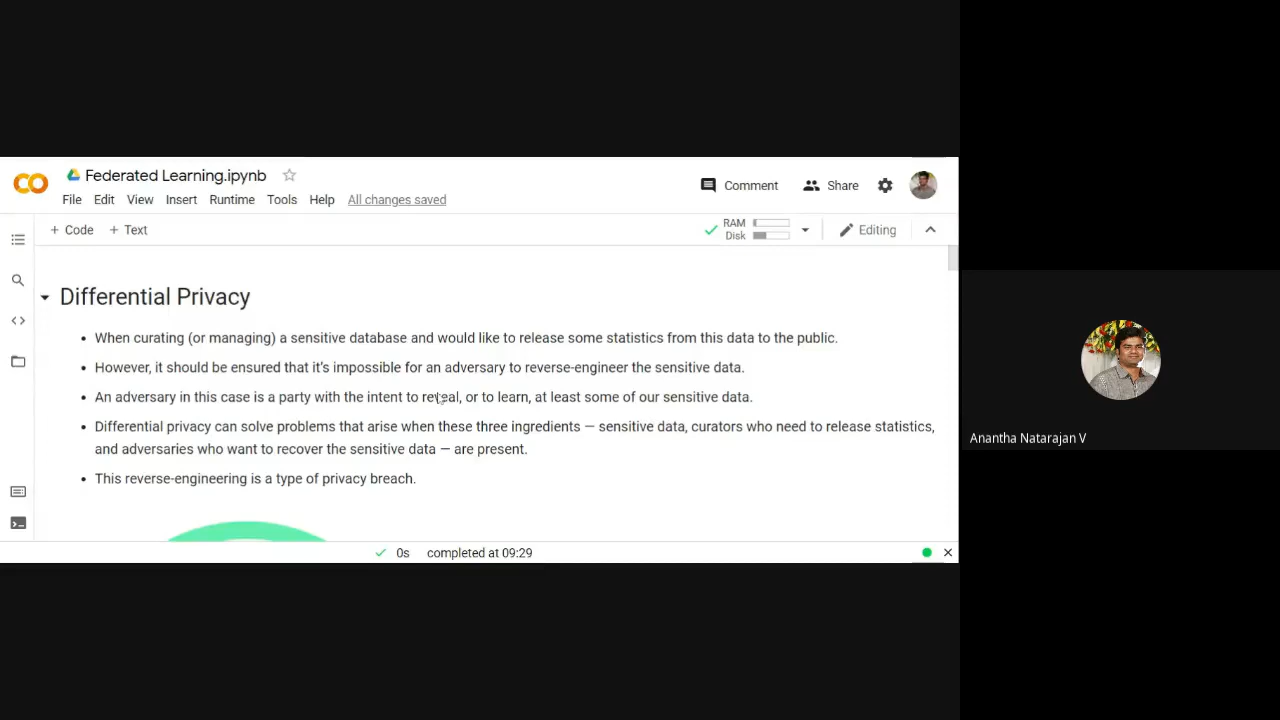 Federated Learning.ipynb
Comment
Share
File Edit View Insert Runtime Tools Help All changes saved
+ Code + Text
RAM
Disk
Editing
Differential Privacy
• When curating (or managing) a sensitive database and would like to release some statistics from this data to the public.
• However, it should be ensured that it's impossible for an adversary to reverse-engineer the sensitive data.
• An adversary in this case is a party with the intent to reveal, or to learn, at least some of our sensitive data.
• Differential privacy can solve problems that arise when these three ingredients — sensitive data, curators who need to release statistics,
and adversaries who want to recover the sensitive data — are present.
• This reverse-engineering is a type of privacy breach.
0s completed at 09:29
Anantha Natarajan V